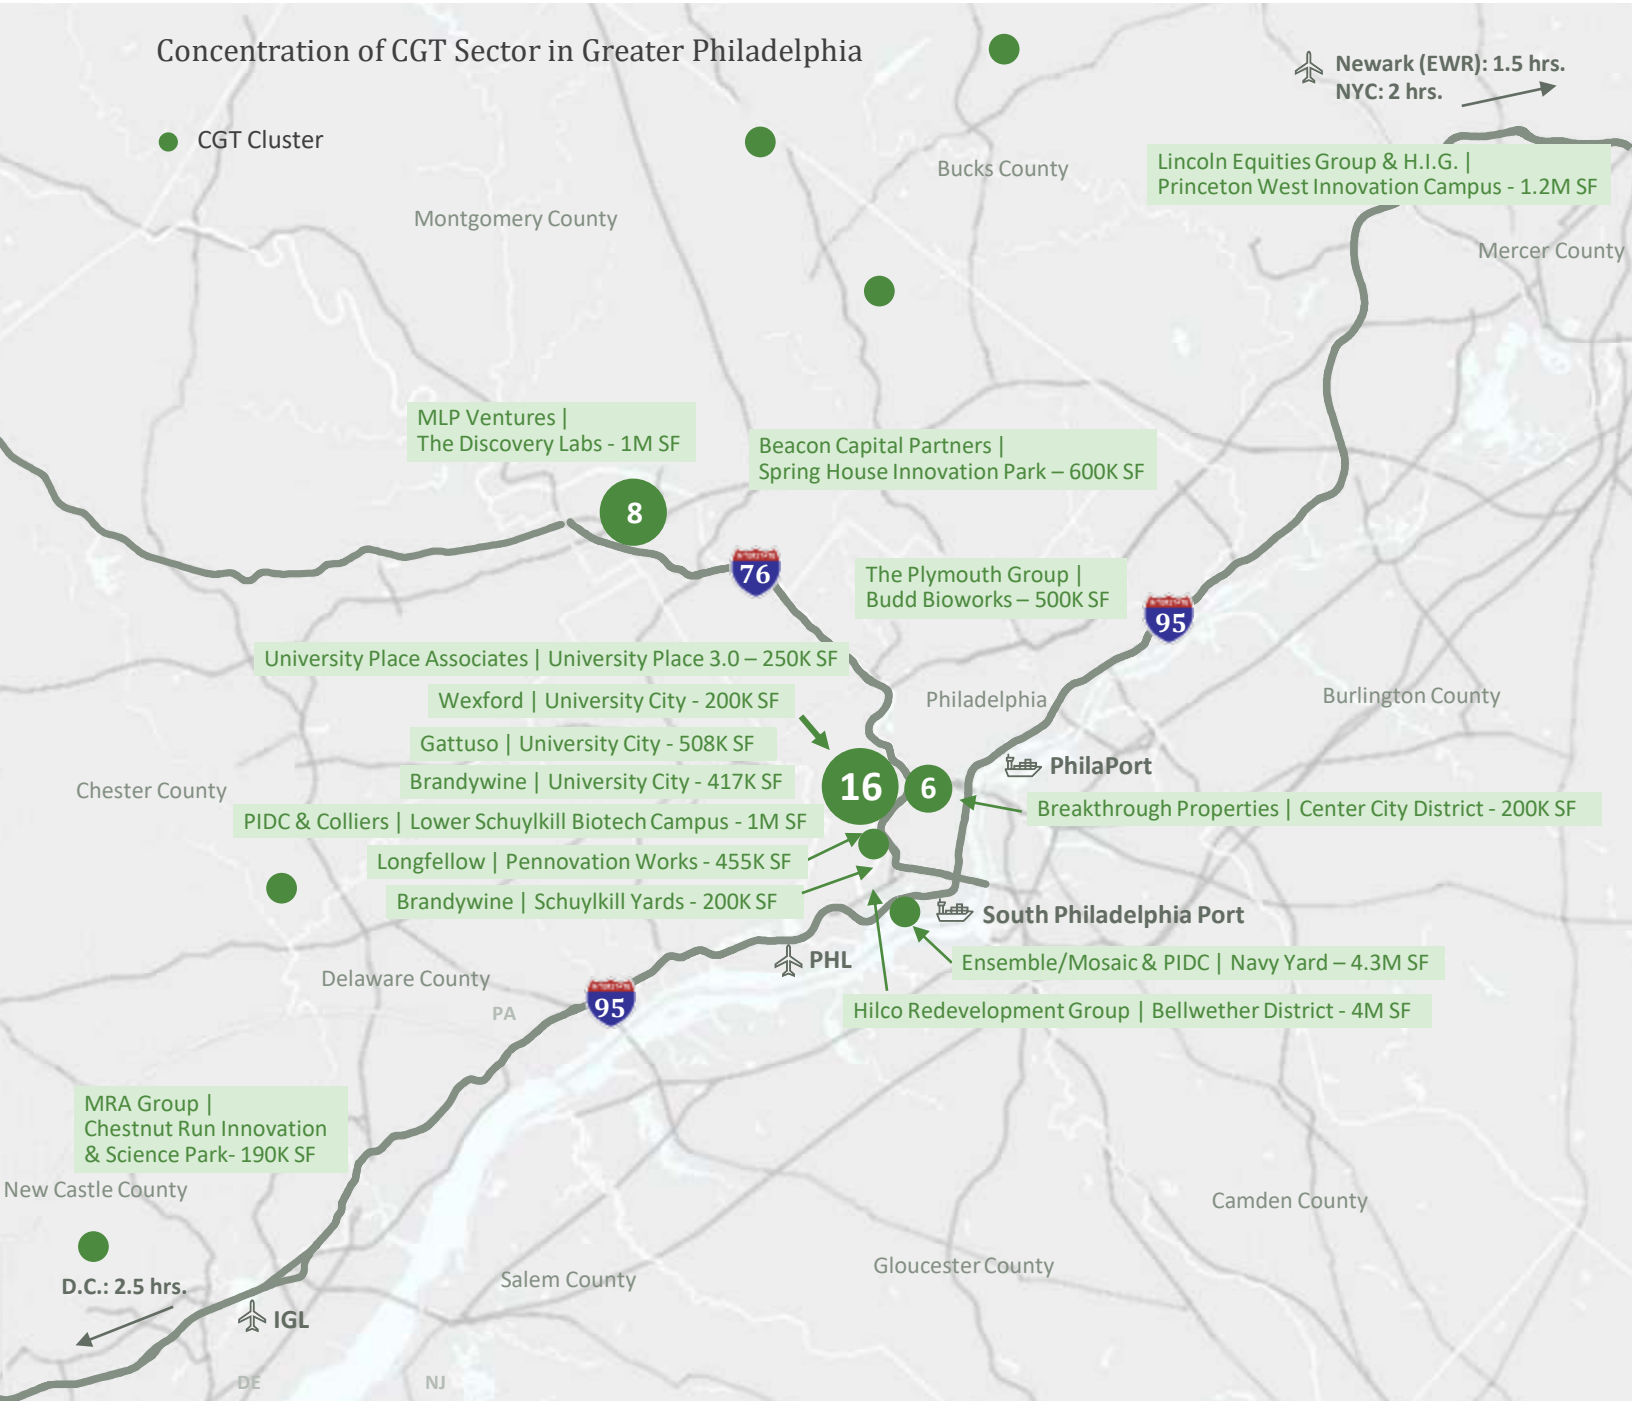 Concentration of CGT Sector in Greater Philadelphia
CGT Cluster
Newark (EWR): 1.5 hrs.
NYC: 2 hrs.
Bucks County
Lincoln Equities Group & H.I.G. |
Princeton West Innovation Campus - 1.2M SF
Montgomery County
Mercer County
MLP Ventures |
The Discovery Labs - 1M SF
Beacon Capital Partners |
Spring House Innovation Park – 600K SF
8
INTERSTATE
76
The Plymouth Group |
Budd Bioworks – 500K SF
INTERSTATE
95
University Place Associates | University Place 3.0 – 250K SF
Wexford | University City - 200K SF
Philadelphia
Burlington County
Gattuso | University City - 508K SF
PhilaPort
Chester County
Brandywine | University City - 417K SF
16
6
Breakthrough Properties | Center City District - 200K SF
PIDC & Colliers | Lower Schuylkill Biotech Campus - 1M SF
Longfellow | Pennovation Works - 455K SF
Brandywine | Schuylkill Yards - 200K SF
South Philadelphia Port
PHL
Ensemble/Mosaic & PIDC | Navy Yard – 4.3M SF
Delaware County
INTERSTATE
95
PA
Hilco Redevelopment Group | Bellwether District - 4M SF
MRA Group |
Chestnut Run Innovation
& Science Park- 190K SF
New Castle County
Camden County
Gloucester County
Salem County
D.C.: 2.5 hrs.
IGL
DE
NJ